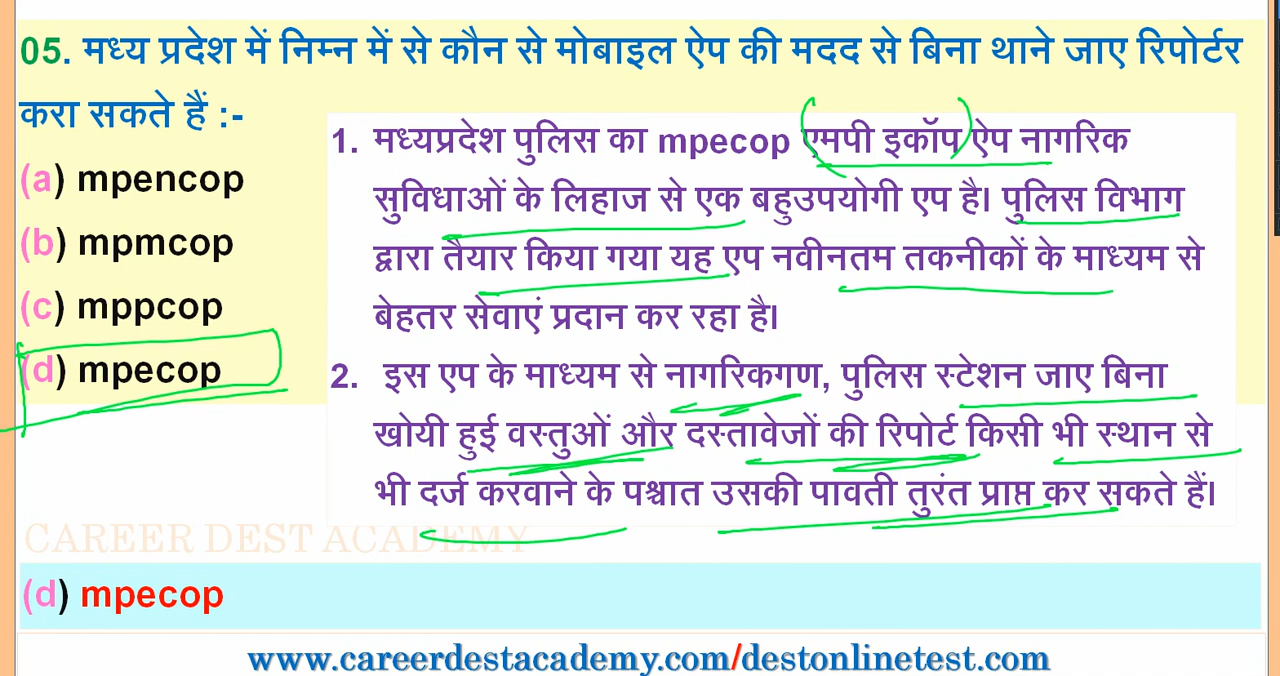 05. मध्य प्रदेश में निम्न में से कौन से मोबाइल ऐप की मदद से बिना थाने जाए रिपोर्टर
करा सकते हैं :-
(a) mpencop
(b) mpmcop
(c) mppcop
(d) mpecop
1. मध्यप्रदेश पुलिस का mpecop एमपी इकॉप ऐप नागरिक
सुविधाओं के लिहाज से एक बहुउपयोगी एप है। पुलिस विभाग
द्वारा तैयार किया गया यह एप नवीनतम तकनीकों के माध्यम से
बेहतर सेवाएं प्रदान कर रहा है।
2. इस एप के माध्यम से नागरिकगण, पुलिस स्टेशन जाए बिना
खोयी हुई वस्तुओं और दस्तावेजों की रिपोर्ट किसी भी स्थान से
भी दर्ज करवाने के पश्चात उसकी पावती तुरंत प्राप्त कर सकते हैं।
CAREER DEST ACADEMY
(d) mpecop
www.careerdestacademy.com/destonlinetest.com